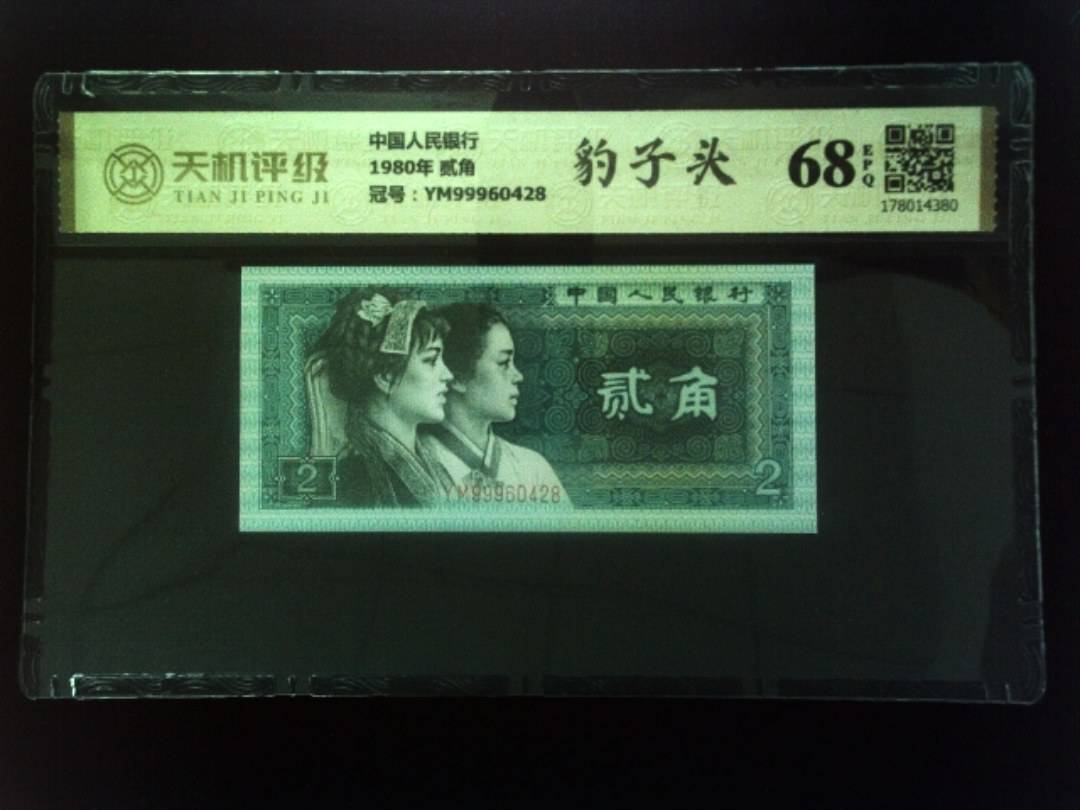 天机评级
TIAN JI PING JI
中国人民银行
1980年 贰角
冠号：YM99960428
豹子头
68
EPQ
178014380
中国人民银行
贰角
2
YM99960428
2